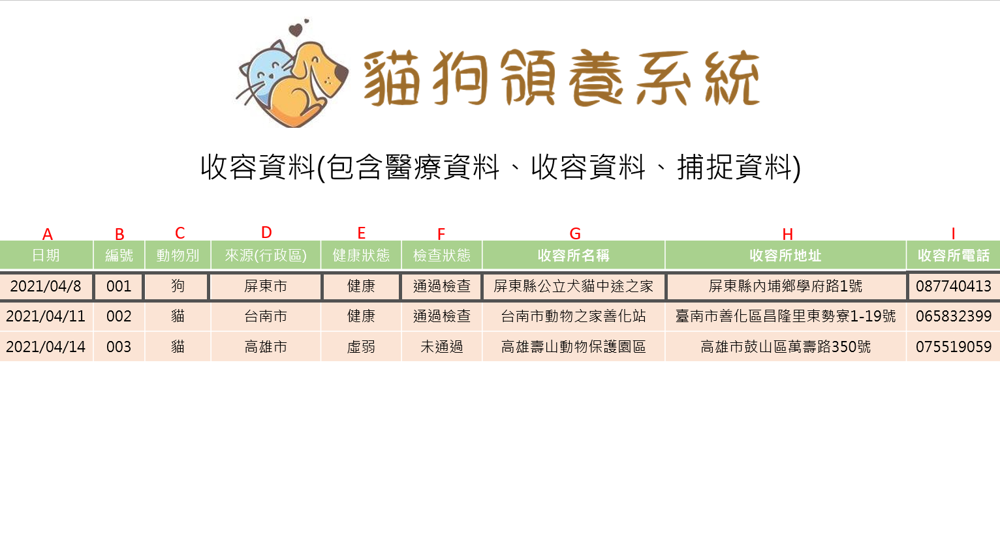 貓狗領養系統
收容資料(包含醫療資料、收容資料、捕捉資料)
A B C D E F G H I
日期 編號 動物別 來源(行政區) 健康狀態 檢查狀態 收容所名稱 收容所地址 收容所電話
2021/04/8 001 狗 屏東市 健康 通過檢查 屏東縣公立犬貓中途之家 屏東縣內埔鄉學府路1號 087740413
2021/04/11 002 貓 台南市 健康 通過檢查 台南市動物之家善化站 臺南市善化區昌隆里東勢寮1-19號 065832399
2021/04/14 003 貓 高雄市 虛弱 未通過 高雄壽山動物保護園區 高雄市鼓山區萬壽路350號 075519059